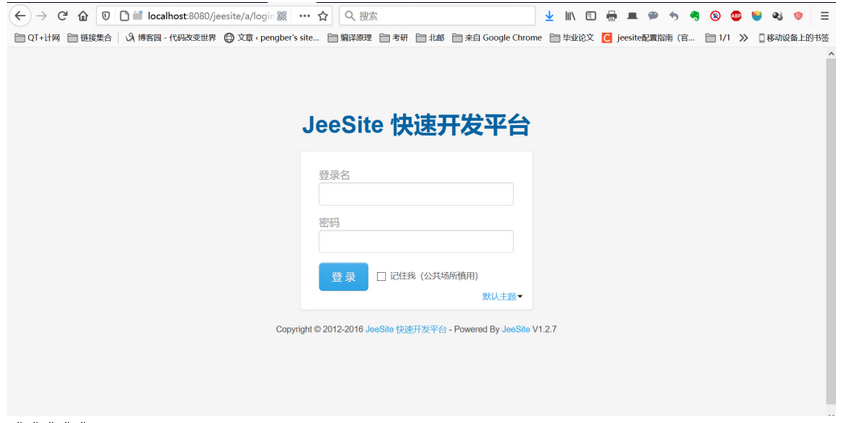 localhost:8080/jeesite/a/login
搜索
QT+计网 链接集合 博客园 - 代码改变世界 文章 ‹ pengber's site... 编译原理 考研 北邮 来自 Google Chrome 毕业论文 jeesite配置指南（官... 1/1 移动设备上的书签
JeeSite 快速开发平台
登录名
密码
登 录 记住我（公共场所慎用）
默认主题
Copyright © 2012-2016 JeeSite 快速开发平台 - Powered By JeeSite V1.2.7